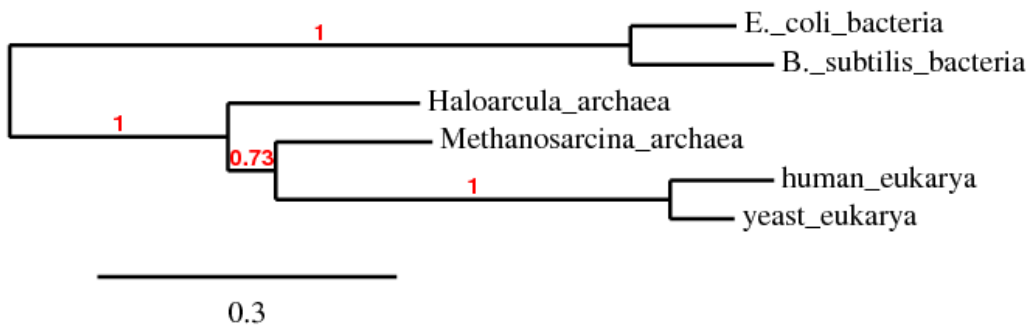 E._coli_bacteria
1
B._subtilis_bacteria
Haloarcula_archaea
1
Methanosarcina_archaea
0.73
human_eukarya
1
yeast_eukarya
0.3